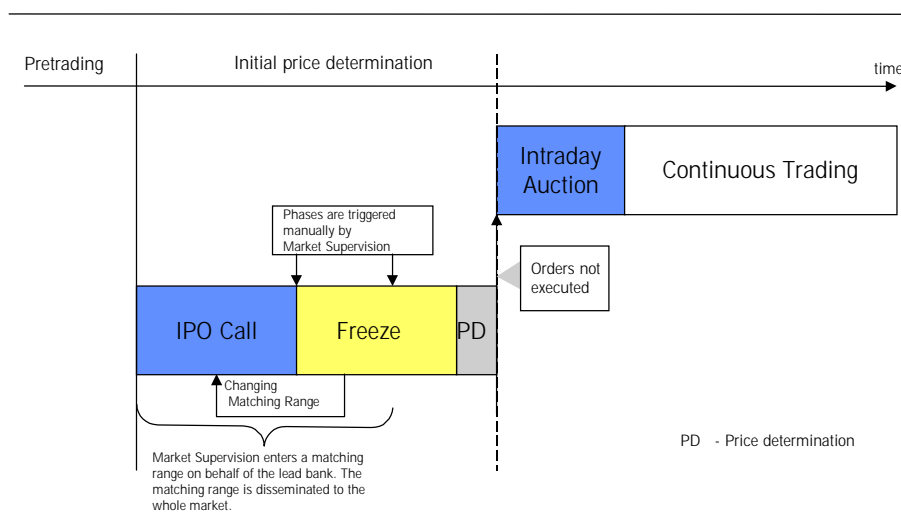 Pretrading
Initial price determination
time
Intraday
Auction
Continuous Trading
Phases are triggered
manually by
Market Supervision
Orders not
executed
IPO Call
Freeze
PD
Changing
Matching Range
PD - Price determination
Market Supervision enters a matching
range on behalf of the lead bank. The
matching range is disseminated to the
whole market.